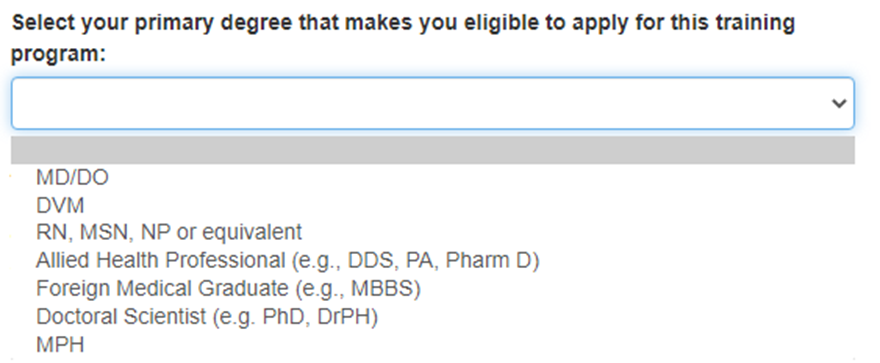 Select your primary degree that makes you eligible to apply for this training
program:
MD/DO
DVM
RN, MSN, NP or equivalent
Allied Health Professional (e.g., DDS, PA, Pharm D)
Foreign Medical Graduate (e.g., MBBS)
Doctoral Scientist (e.g. PhD, DrPH)
MPH